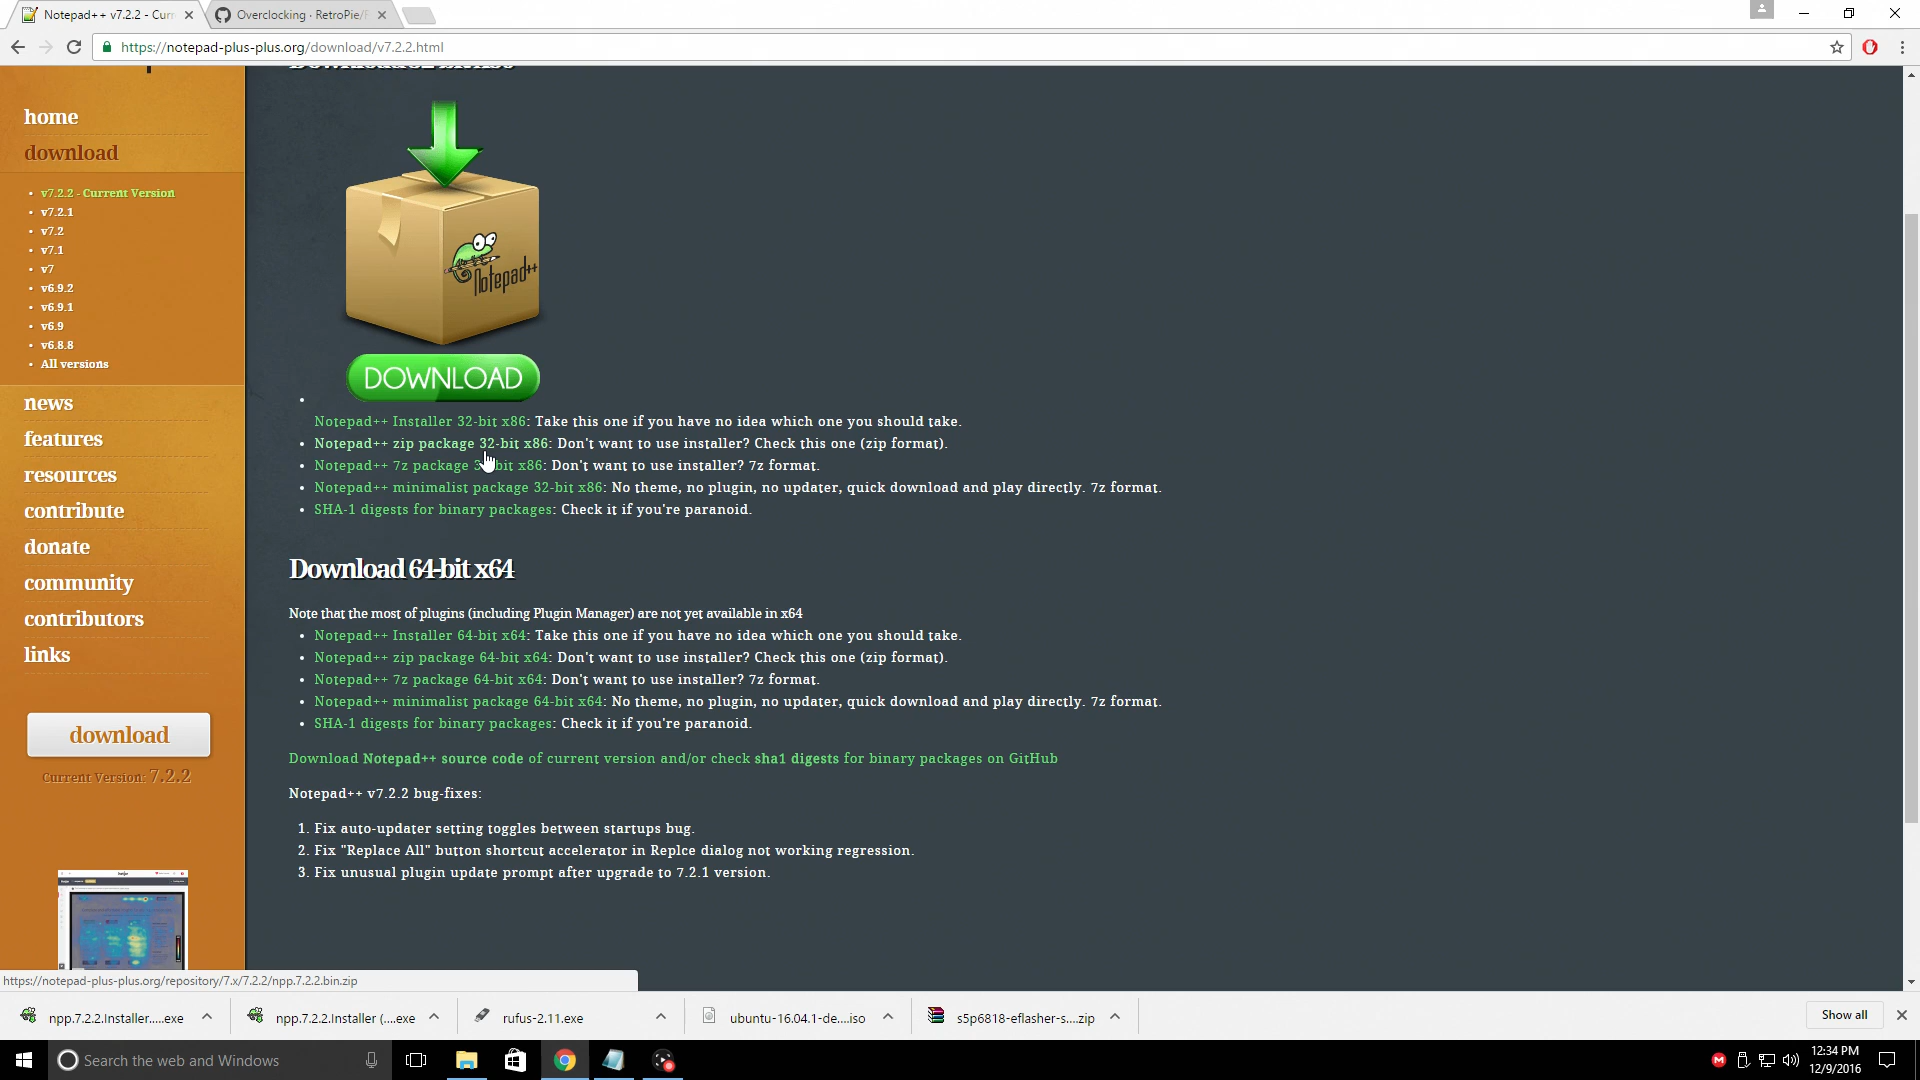 Notepad++ v7.2.2 - Curr
Overclocking · RetroPie/
https://notepad-plus-plus.org/download/v7.2.2.html
home
download
v7.2.2 - Current Version
v7.2.1
v7.2
v7.1
v7
v6.9.2
v6.9.1
v6.9
v6.8.8
All versions
news
features
resources
contribute
donate
community
contributors
links
download
Current Version: 7.2.2
Notepad++
DOWNLOAD
Notepad++ Installer 32-bit x86: Take this one if you have no idea which one you should take.
Notepad++ zip package 32-bit x86: Don't want to use installer? Check this one (zip format).
Notepad++ 7z package 3 bit x86: Don't want to use installer? 7z format.
Notepad++ minimalist package 32-bit x86: No theme, no plugin, no updater, quick download and play directly. 7z format.
SHA-1 digests for binary packages: Check it if you're paranoid.
Download 64-bit x64
Note that the most of plugins (including Plugin Manager) are not yet available in x64
Notepad++ Installer 64-bit x64: Take this one if you have no idea which one you should take.
Notepad++ zip package 64-bit x64: Don't want to use installer? Check this one (zip format).
Notepad++ 7z package 64-bit x64: Don't want to use installer? 7z format.
Notepad++ minimalist package 64-bit x64: No theme, no plugin, no updater, quick download and play directly. 7z format.
SHA-1 digests for binary packages: Check it if you're paranoid.
Download Notepad++ source code of current version and/or check sha1 digests for binary packages on GitHub
Notepad++ v7.2.2 bug-fixes:
1. Fix auto-updater setting toggles between startups bug.
2. Fix "Replace All" button shortcut accelerator in Replce dialog not working regression.
3. Fix unusual plugin update prompt after upgrade to 7.2.1 version.
https://notepad-plus-plus.org/repository/7.x/7.2.2/npp.7.2.2.bin.zip
npp.7.2.2.Installer.....exe
npp.7.2.2.Installer (....exe
rufus-2.11.exe
ubuntu-16.04.1-de....iso
s5p6818-eflasher-s....zip
Show all
Search the web and Windows
12:34 PM
12/9/2016